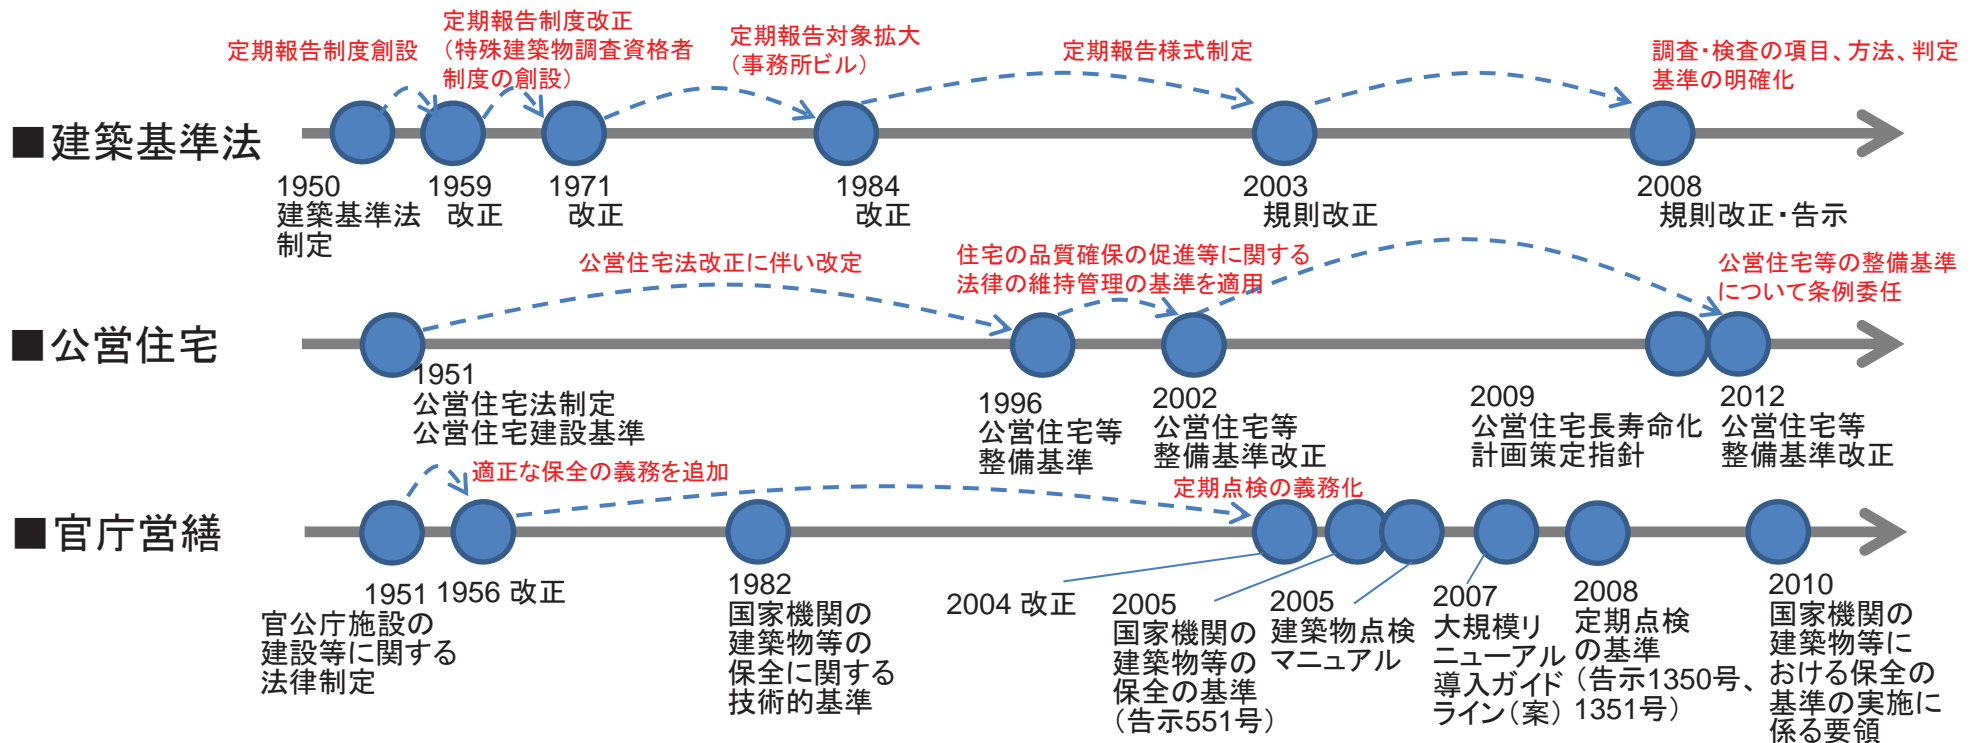 ■建築基準法
定期報告制度創設
定期報告制度改正
（特殊建築物調査資格者
制度の創設）
定期報告対象拡大
（事務所ビル）
定期報告様式制定
調査・検査の項目、方法、判定
基準の明確化
1950
建築基準法
制定
1959
改正
1971
改正
1984
改正
2003
規則改正
2008
規則改正・告示
■公営住宅
公営住宅法改正に伴い改定
住宅の品質確保の促進等に関する
法律の維持管理の基準を適用
公営住宅等の整備基準
について条例委任
1951
公営住宅法制定
公営住宅建設基準
1996
公営住宅等
整備基準
2002
公営住宅等
整備基準改正
2009
公営住宅長寿命化
計画策定指針
2012
公営住宅等
整備基準改正
■官庁営繕
適正な保全の義務を追加
定期点検の義務化
1951
官公庁施設の
建設等に関する
法律制定
1956 改正
1982
国家機関の
建築物等の
保全に関する
技術的基準
2004 改正
2005
国家機関の
建築物等の
保全の基準
（告示551号）
2005
建築物点検
マニュアル
2007
大規模リ
ニューアル
導入ガイド
ライン（案）
2008
定期点検
の基準
（告示1350号、
1351号）
2010
国家機関の
建築物等に
おける保全の
基準の実施に
係る要領